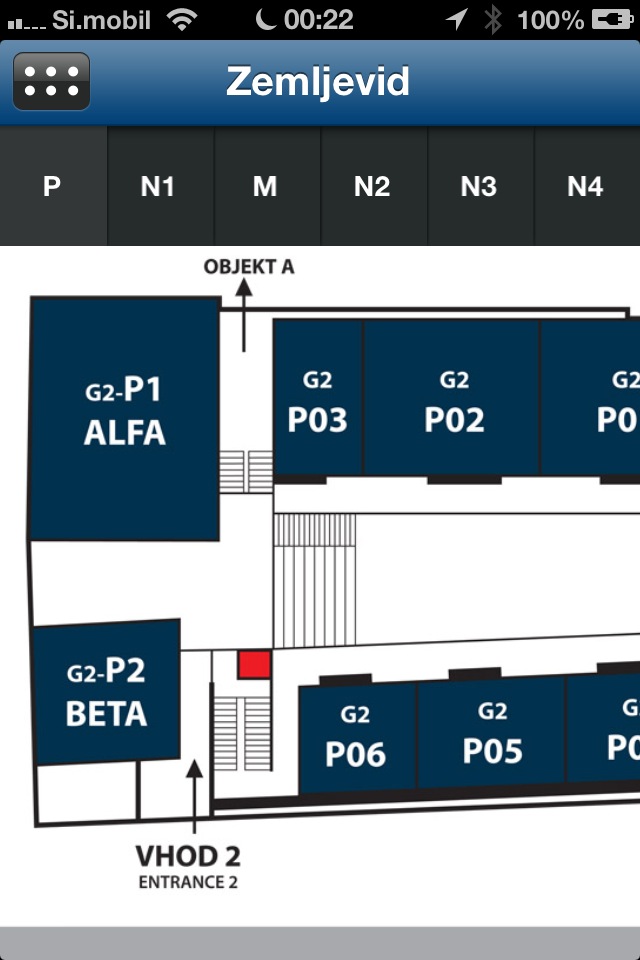 Si.mobil 00:22 100%
Zemljevid
P N1 M N2 N3 N4
OBJEKT A
G2-P1
ALFA
G2
P03
G2
P02
G2
P0
G2-P2
BETA
G2
P06
G2
P05
G
P0
VHOD 2
ENTRANCE 2